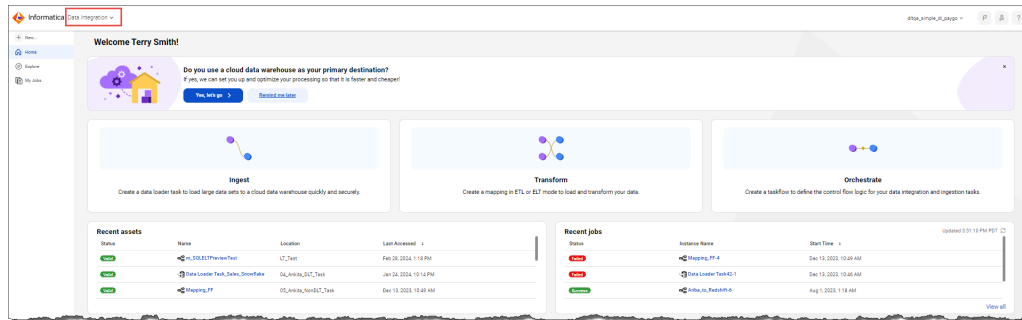 Informatica Data Integration
ditqa_simple_di_paygo
?
New...
Home
Explore
My Jobs
Welcome Terry Smith!
Do you use a cloud data warehouse as your primary destination?
If yes, we can set you up and optimize your processing so that it is faster and cheaper!
Yes, let's go >
Remind me later
Ingest
Create a data loader task to load large data sets to a cloud data warehouse quickly and securely.
Transform
Create a mapping in ETL or ELT mode to load and transform your data.
Orchestrate
Create a taskflow to define the control flow logic for your data integration and ingestion tasks.
Recent assets
Status Name Location Last Accessed ↓
Valid m_SQLELTPreviewTest LT_Test Feb 28, 2024, 1:18 PM
Valid Data Loader Task_Sales_Snowflake 04_Ankita_DLT_Task Jan 24, 2024, 10:14 PM
Valid Mapping_FF 05_Ankita_NonDLT_Task Dec 13, 2023, 10:49 AM
Recent jobs
Updated 3:51:10 PM PDT
Status Instance Name Start Time ↓
Failed Mapping_FF-4 Dec 13, 2023, 10:49 AM
Failed Data Loader Task42-1 Dec 13, 2023, 10:46 AM
Success Ariba_to_Redshift-6 Aug 1, 2023, 1:18 AM
View all